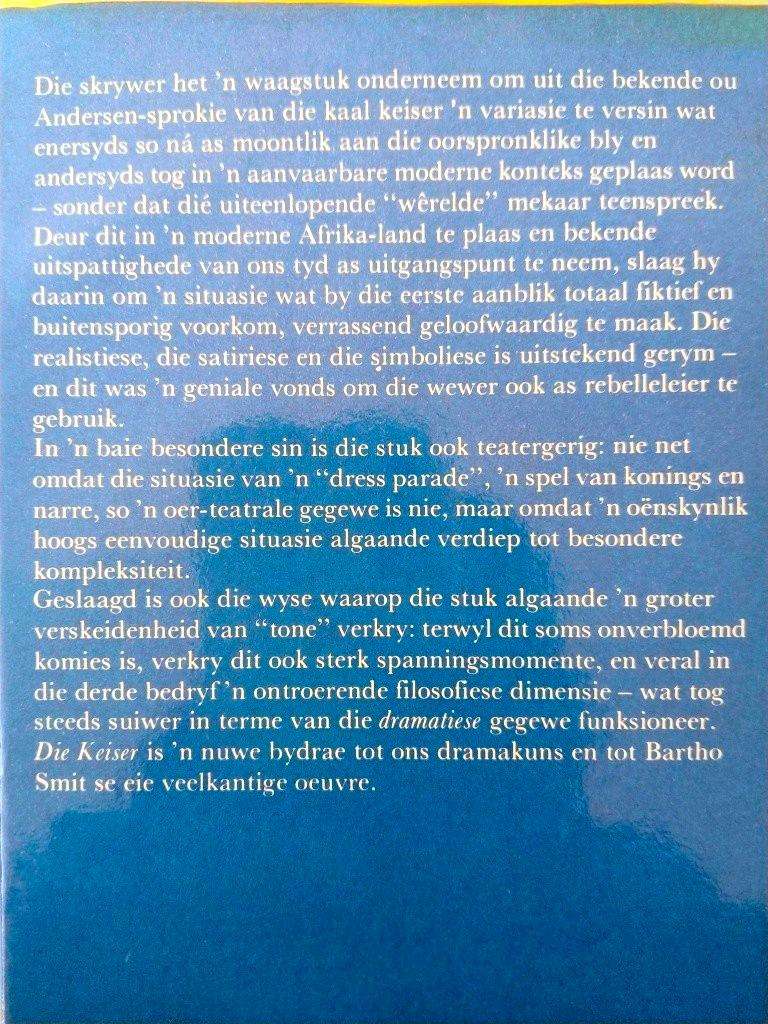 Die skrywer het 'n waagstuk onderneem om uit die bekende ou
Andersen-sprokie van die kaal keiser 'n variasie te versin wat
enersyds so ná as moontlik aan die oorspronklike bly en
andersyds tog in 'n aanvaarbare moderne konteks geplaas word
– sonder dat dié uiteenlopende “wêrelde” mekaar teenspreek.
Deur dit in 'n moderne Afrika-land te plaas en bekende
uitspattighede van ons tyd as uitgangspunt te neem, slaag hy
daarin om 'n situasie wat by die eerste aanblik totaal fiktief en
buitensporig voorkom, verrassend geloofwaardig te maak. Die
realistiese, die satiriese en die simboliese is uitstekend gerym –
en dit was 'n geniale vonds om die wewer ook as rebelleleier te
gebruik.
In 'n baie besondere sin is die stuk ook teatergerig: nie net
omdat die situasie van 'n “dress parade”, 'n spel van konings en
narre, so 'n oer-teatrale gegewe is nie, maar omdat 'n oënskynlik
hoogs eenvoudige situasie algaande verdiep tot besondere
kompleksiteit.
Geslaagd is ook die wyse waarop die stuk algaande 'n groter
verskeidenheid van “tone” verkry: terwyl dit soms onverbloemd
komies is, verkry dit ook sterk spanningsmomente, en veral in
die derde bedryf 'n ontroerende filosofiese dimensie – wat tog
steeds suiwer in terme van die dramatiese gegewe funksioneer.
Die Keiser is 'n nuwe bydrae tot ons dramakuns en tot Bartho
Smit se eie veelkantige oeuvre.